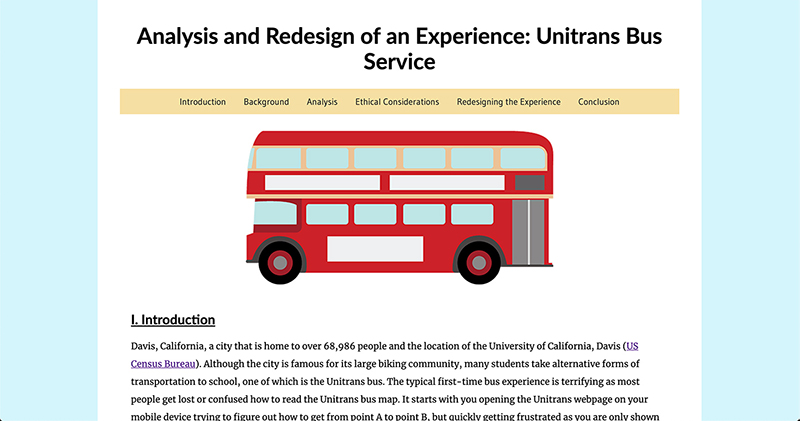 Analysis and Redesign of an Experience: Unitrans Bus
Service
Introduction Background Analysis Ethical Considerations Redesigning the Experience Conclusion
I. Introduction
Davis, California, a city that is home to over 68,986 people and the location of the University of California, Davis (US
Census Bureau). Although the city is famous for its large biking community, many students take alternative forms of
transportation to school, one of which is the Unitrans bus. The typical first-time bus experience is terrifying as most
people get lost or confused how to read the Unitrans bus map. It starts with you opening the Unitrans webpage on your
mobile device trying to figure out how to get from point A to point B, but quickly getting frustrated as you are only shown